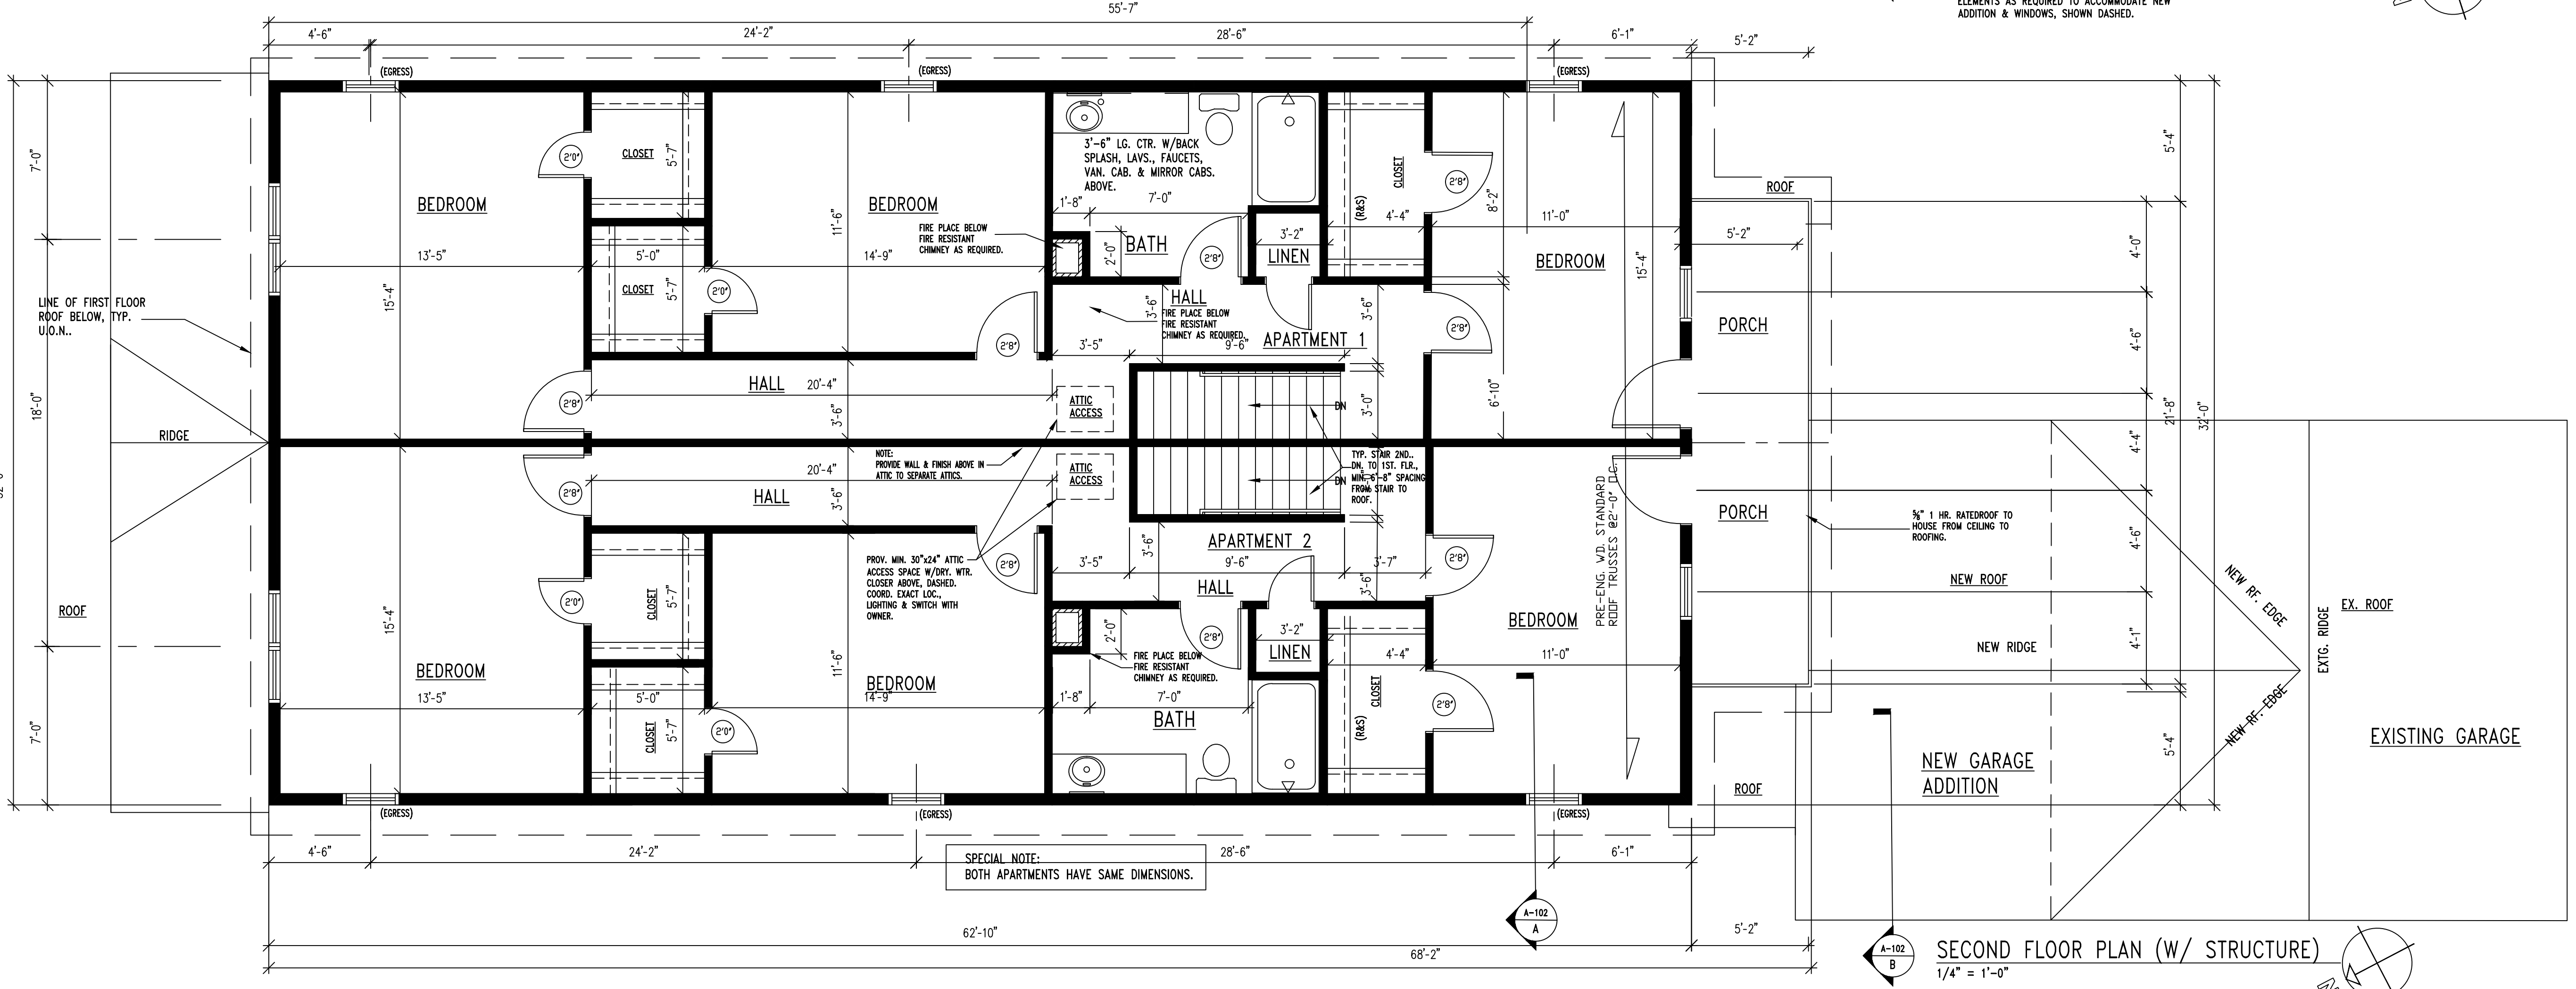 55'-7"
ELEMENTS AS REQUIRED TO ACCOMMODATE NEW
ADDITION & WINDOWS, SHOWN DASHED.
4'-6"
24'-2"
28'-6"
6'-1"
5'-2"
(EGRESS)
(EGRESS)
(EGRESS)
7'-0"
18'-0"
7'-0"
LINE OF FIRST FLOOR
ROOF BELOW, TYP.
U.O.N..
RIDGE
ROOF
BEDROOM
13'-5"
15'-4"
2'0"
CLOSET
5'-7"
CLOSET
5'-0"
5'-7"
2'0"
BEDROOM
11'-6"
14'-9"
FIRE PLACE BELOW
FIRE RESISTANT
CHIMNEY AS REQUIRED.
3'-6" LG. CTR. W/BACK
SPLASH, LAVS., FAUCETS,
VAN. CAB. & MIRROR CABS.
ABOVE.
1'-8"
7'-0"
2'-0"
BATH
2'8"
3'-2"
LINEN
CLOSET
(R&S)
4'-4"
2'8"
8'-2"
11'-0"
BEDROOM
15'-4"
ROOF
5'-2"
PORCH
HALL
3'-6"
FIRE PLACE BELOW
FIRE RESISTANT
CHIMNEY AS REQUIRED.
3'-6"
3'-5"
9'-6"
APARTMENT 1
2'8"
2'8"
2'8"
HALL
20'-4"
3'-6"
ATTIC
ACCESS
DN
3'-0"
6'-10"
NOTE:
PROVIDE WALL & FINISH ABOVE IN
ATTIC TO SEPARATE ATTICS.
2'8"
20'-4"
HALL
3'-6"
ATTIC
ACCESS
DN
TYP. STAIR 2ND..
DN. TO 1ST. FLR.,
MIN. 6'-8" SPACING
FROM STAIR TO
ROOF.
PRE-ENG. WD. STANDARD
ROOF TRUSSES @2'-0" O.C.
PORCH
5/8" 1 HR. RATEDROOF TO
HOUSE FROM CEILING TO
ROOFING.
APARTMENT 2
3'-6"
3'-5"
9'-6"
3'-7"
HALL
3'-6"
2'8"
2'8"
PROV. MIN. 30"x24" ATTIC
ACCESS SPACE W/DRY. WTR.
CLOSER ABOVE, DASHED.
COORD. EXACT LOC.,
LIGHTING & SWITCH WITH
OWNER.
2'0"
CLOSET
5'-7"
15'-4"
BEDROOM
13'-5"
5'-0"
CLOSET
5'-7"
2'0"
11'-6"
BEDROOM
14'-9"
2'-0"
FIRE PLACE BELOW
FIRE RESISTANT
CHIMNEY AS REQUIRED.
1'-8"
7'-0"
BATH
2'8"
3'-2"
LINEN
4'-4"
CLOSET
(R&S)
2'8"
BEDROOM
11'-0"
ROOF
(EGRESS)
(EGRESS)
(EGRESS)
5'-4"
4'-0"
4'-6"
4'-4"
21'-8"
32'-0"
4'-6"
4'-1"
5'-4"
NEW ROOF
NEW RIDGE
NEW RF. EDGE
NEW RF. EDGE
EXTG. RIDGE
EX. ROOF
NEW GARAGE
ADDITION
EXISTING GARAGE
4'-6"
24'-2"
28'-6"
6'-1"
SPECIAL NOTE:
BOTH APARTMENTS HAVE SAME DIMENSIONS.
A-102
A
62'-10"
5'-2"
68'-2"
A-102
B
SECOND FLOOR PLAN (W/ STRUCTURE)
1/4" = 1'-0"